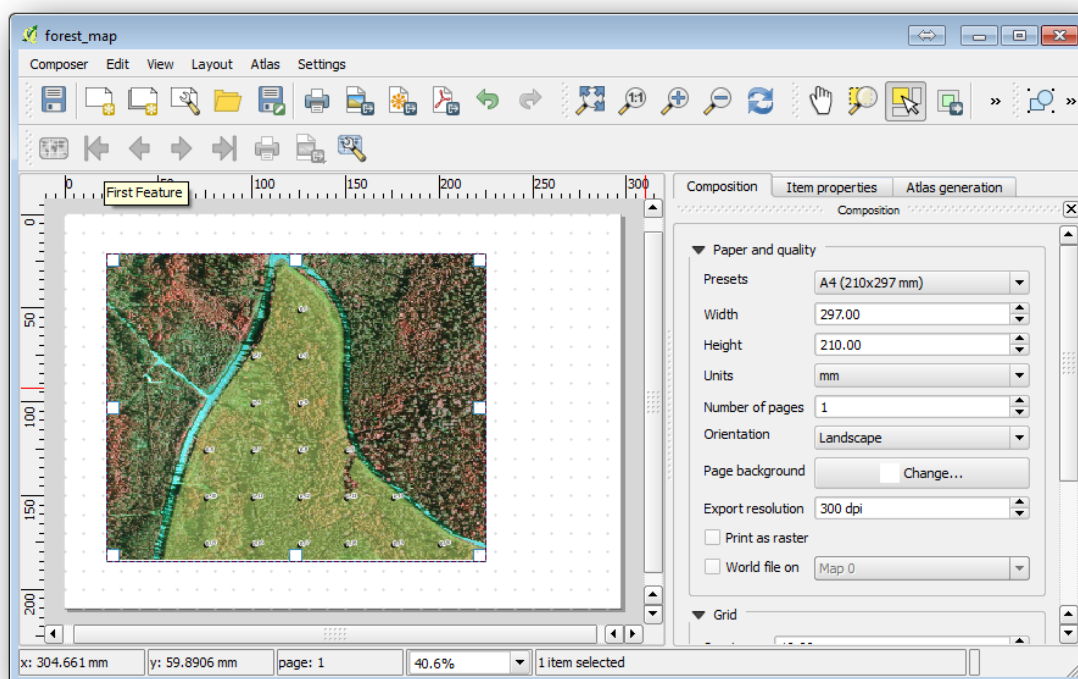 forest_map
Composer Edit View Layout Atlas Settings
1:1
» »
First Feature
0 50 100 150 200 250 300
0
50
100
150
200
Composition Item properties Atlas generation
Composition
Paper and quality
Presets A4 (210x297 mm)
Width 297.00
Height 210.00
Units mm
Number of pages 1
Orientation Landscape
Page background Change...
Export resolution 300 dpi
Print as raster
World file on Map 0
Grid
x: 304.661 mm y: 59.8906 mm page: 1 40.6% 1 item selected